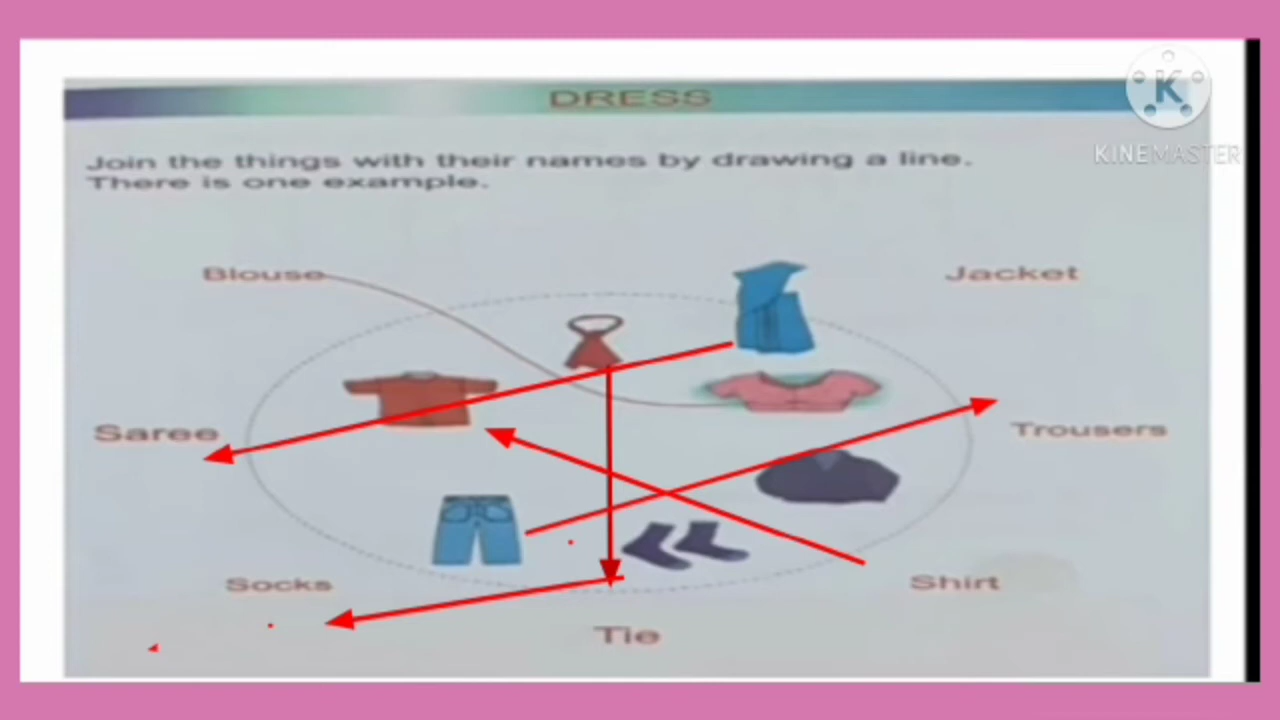 DRESS
K
KINEMASTER
Join the things with their names by drawing a line.
There is one example.
Blouse
Jacket
Saree
Trousers
Socks
Shirt
Tie